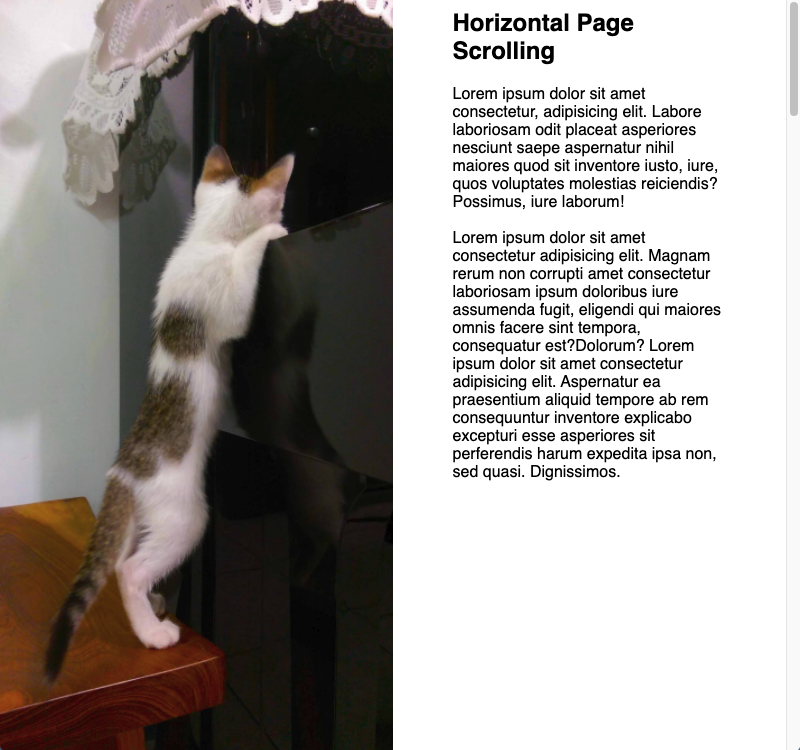 Horizontal Page
Scrolling
Lorem ipsum dolor sit amet
consectetur, adipisicing elit. Labore
laboriosam odit placeat asperiores
nesciunt saepe aspernatur nihil
maiores quod sit inventore iusto, iure,
quos voluptates molestias reiciendis?
Possimus, iure laborum!
Lorem ipsum dolor sit amet
consectetur adipisicing elit. Magnam
rerum non corrupti amet consectetur
laboriosam ipsum doloribus iure
assumenda fugit, eligendi qui maiores
omnis facere sint tempora,
consequatur est?Dolorum? Lorem
ipsum dolor sit amet consectetur
adipisicing elit. Aspernatur ea
praesentium aliquid tempore ab rem
consequuntur inventore explicabo
excepturi esse asperiores sit
perferendis harum expedita ipsa non,
sed quasi. Dignissimos.